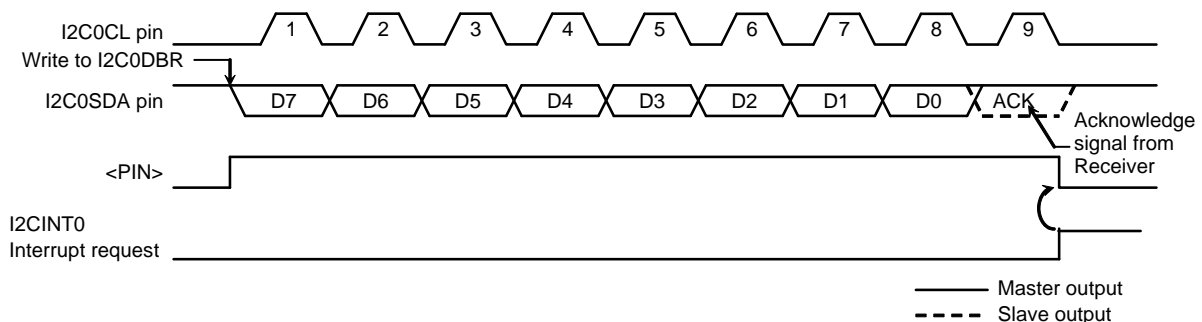 I2C0CL pin
1 2 3 4 5 6 7 8 9
Write to I2C0DBR
I2C0SDA pin
D7 D6 D5 D4 D3 D2 D1 D0 ACK
Acknowledge
signal from
Receiver
<PIN>
I2CINT0
Interrupt request
Master output
Slave output